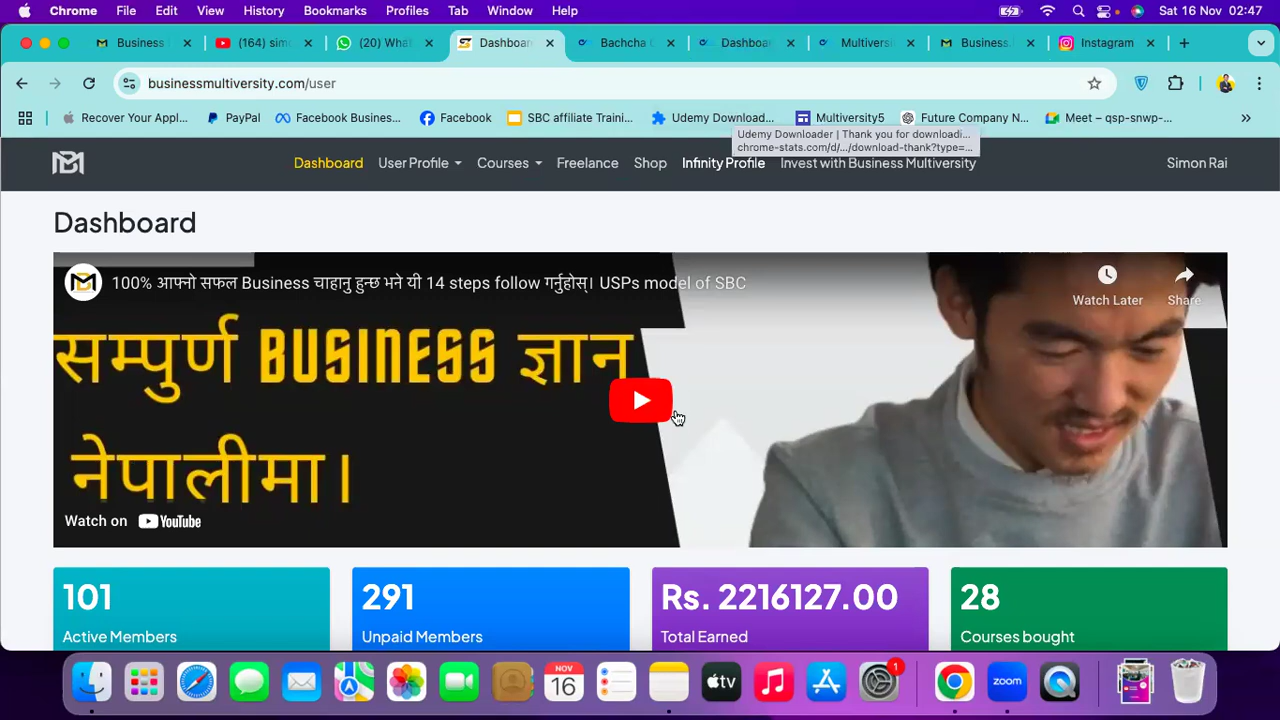 Chrome File Edit View History Bookmarks Profiles Tab Window Help Sat 16 Nov 02:47
Business (164) sim (20) Wha Dashboar Bachcha Dashboa Multivers Business. Instagram
businessmultiversity.com/user
Recover Your Appl... PayPal Facebook Busines... Facebook SBC affiliate Traini... Udemy Download... Multiversity5 Future Company N... Meet – qsp-snwp-...
Udemy Downloader | Thank you for downloadi...
chrome-stats.com/d/.../download-thank?type=...
Dashboard User Profile Courses Freelance Shop Infinity Profile Invest with Business Multiversity Simon Rai
Dashboard
100% आफ्नो सफल Business चाहानु हुन्छ भने यी 14 steps follow गर्नुहोस्। USPs model of SBC
Watch Later Share
सम्पुर्ण BUSINESS ज्ञान
नेपालीमा।
Watch on YouTube
101 291 Rs. 2216127.00 28
Active Members Unpaid Members Total Earned Courses bought
NOV
16 tv zoom 1